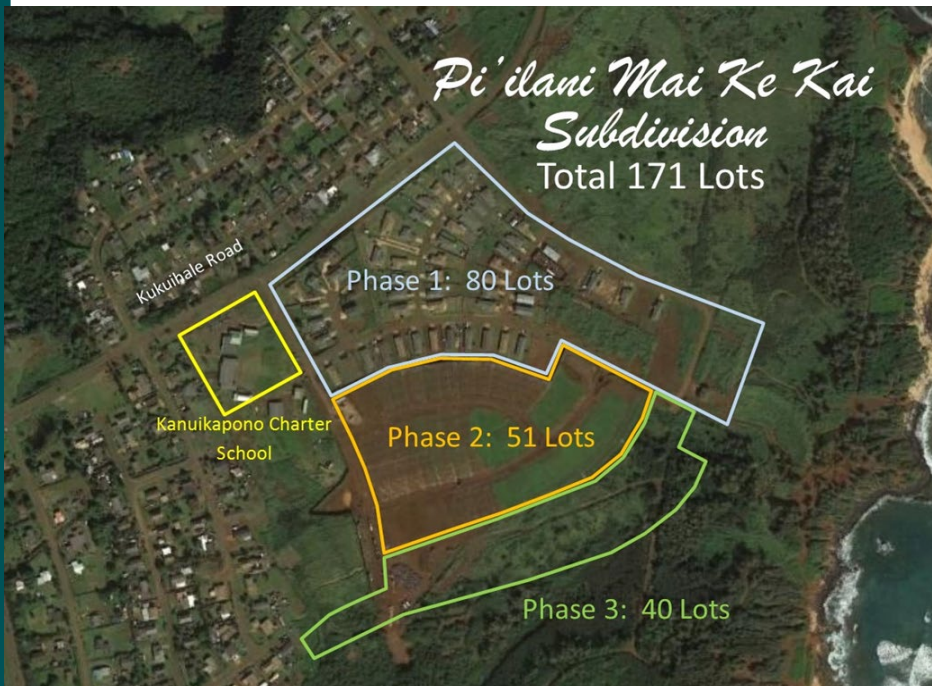 Pi'ilani Mai Ke Kai
Subdivision
Total 171 Lots
Kukuihale Road
Phase 1: 80 Lots
Kanuikapono Charter
School
Phase 2: 51 Lots
Phase 3: 40 Lots